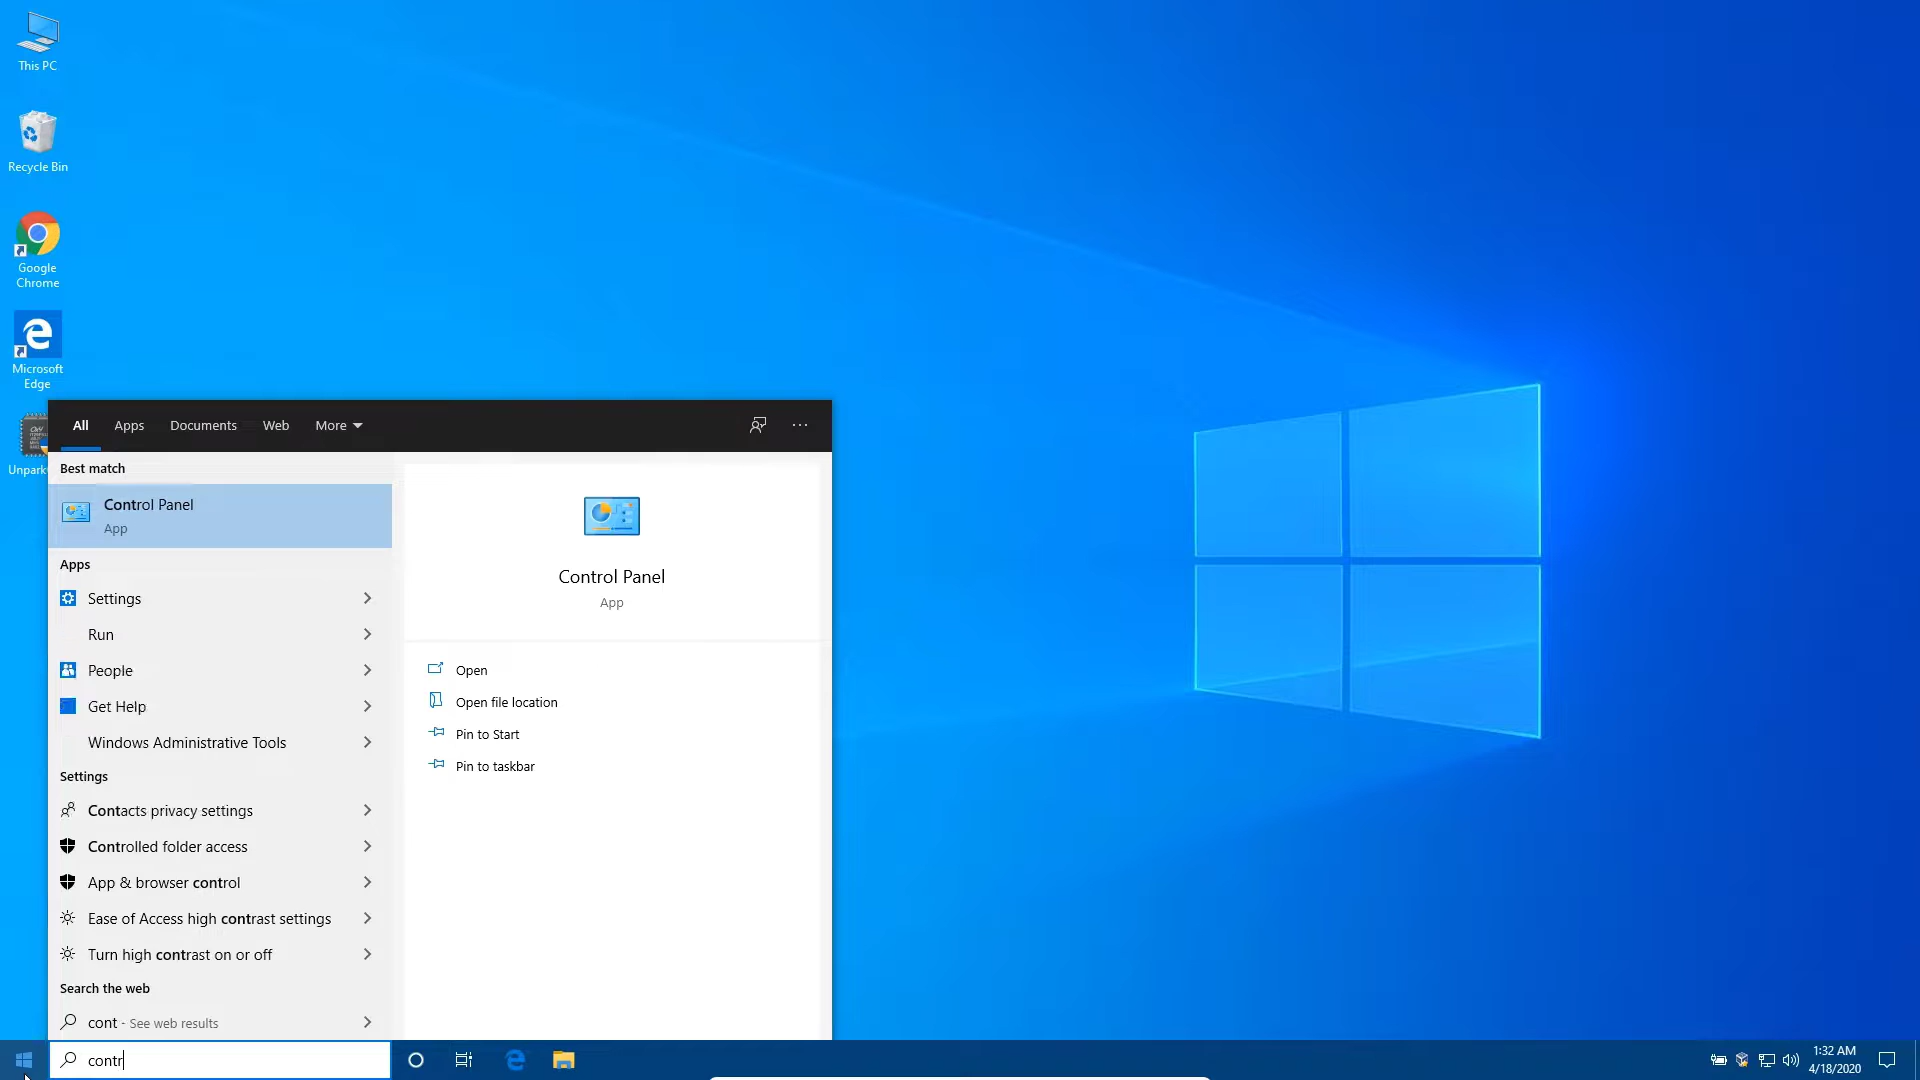 This PC
Recycle Bin
Google
Chrome
Microsoft
Edge
Unpark
All Apps Documents Web More
Best match
Control Panel
App
Apps
Settings
Run
People
Get Help
Windows Administrative Tools
Settings
Contacts privacy settings
Controlled folder access
App & browser control
Ease of Access high contrast settings
Turn high contrast on or off
Search the web
cont - See web results
Control Panel
App
Open
Open file location
Pin to Start
Pin to taskbar
contr
1:32 AM
4/18/2020